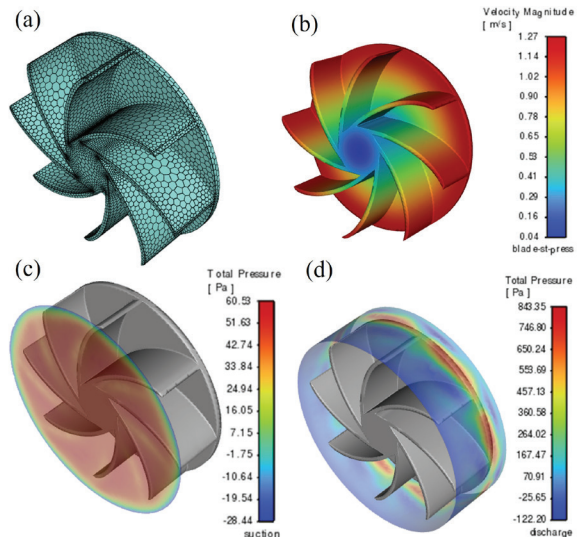 (a)
(b)
Velocity Magnitude
[ m/s ]
1.27
1.14
1.02
0.90
0.78
0.65
0.53
0.41
0.29
0.16
0.04
blade-st-press
(c)
Total Pressure
[ Pa ]
60.53
51.63
42.74
33.84
24.94
16.05
7.15
-1.75
-10.64
-19.54
-28.44
suction
(d)
Total Pressure
[ Pa ]
843.35
746.80
650.24
553.69
457.13
360.58
264.02
167.47
70.91
-25.65
-122.20
discharge